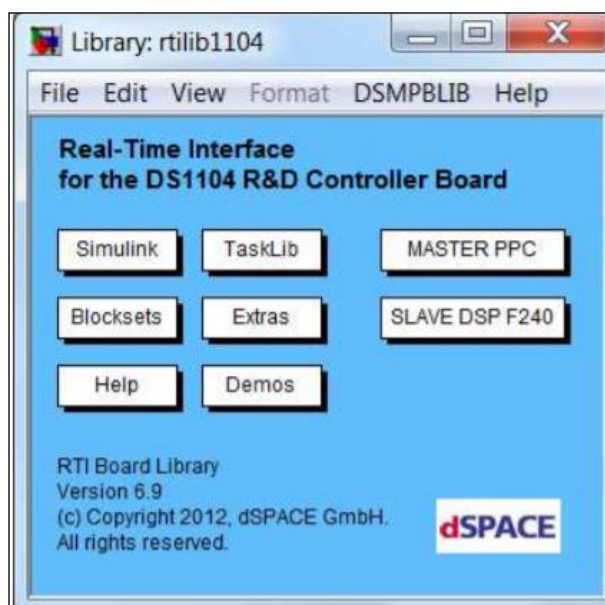 Library: rtilib1104
File Edit View Format DSMPBLIB Help
Real-Time Interface
for the DS1104 R&D Controller Board
Simulink TaskLib MASTER PPC
Blocksets Extras SLAVE DSP F240
Help Demos
RTI Board Library
Version 6.9
(c) Copyright 2012, dSPACE GmbH.
All rights reserved.
dSPACE